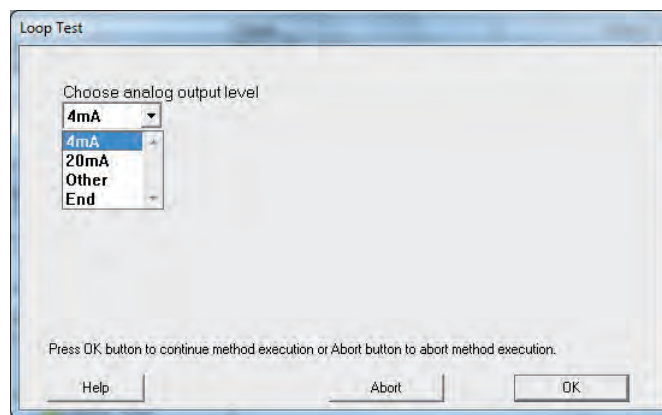 Loop Test
Choose analog output level
4mA
4mA
20mA
Other
End
Press OK button to continue method execution or Abort button to abort method execution.
Help
Abort
OK